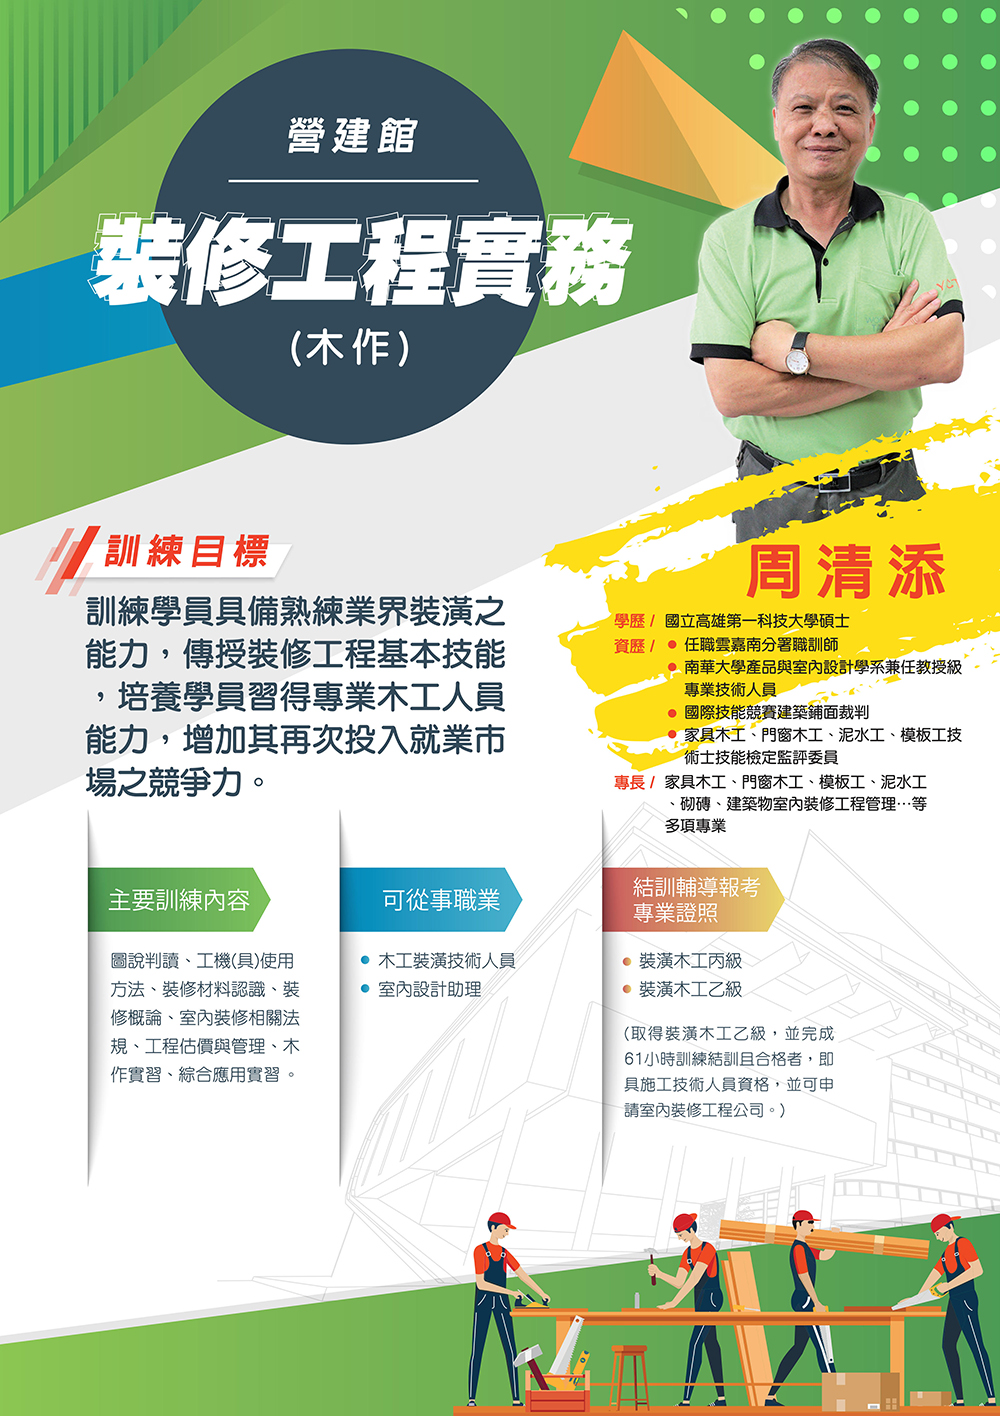 營建館
裝修工程實務
(木作)
訓練目標
訓練學員具備熟練業界裝潢之
能力，傳授裝修工程基本技能
，培養學員習得專業木工人員
能力，增加其再次投入就業市
場之競爭力。
周清添
學歷 / 國立高雄第一科技大學碩士
資歷 / ● 任職雲嘉南分署職訓師
● 南華大學產品與室內設計學系兼任教授級
專業技術人員
● 國際技能競賽建築鋪面裁判
● 家具木工、門窗木工、泥水工、模板工技
術士技能檢定監評委員
專長 / 家具木工、門窗木工、模板工、泥水工
、砌磚、建築物室內裝修工程管理…等
多項專業
主要訓練內容
圖說判讀、工機(具)使用
方法、裝修材料認識、裝
修概論、室內裝修相關法
規、工程估價與管理、木
作實習、綜合應用實習。
可從事職業
● 木工裝潢技術人員
● 室內設計助理
結訓輔導報考
專業證照
● 裝潢木工丙級
● 裝潢木工乙級
(取得裝潢木工乙級，並完成
61小時訓練結訓且合格者，即
具施工技術人員資格，並可申
請室內裝修工程公司。)